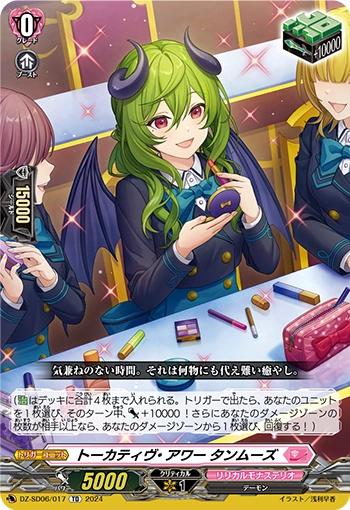 0
グレード
治
+10000
ブースト
15000
シールド
気兼ねのない時間。それは何物にも代え難い癒やし。
(治はデッキに合計4枚まで入れられる。トリガーで出たら、あなたのユニット
を1枚選び、そのターン中、+10000！さらにあなたのダメージゾーン
の枚数が相手以上なら、あなたのダメージゾーンから1枚選び、回復する！)
トリガーユニット
トーカティヴ・アワー タンムーズ
パワー
5000
クリティカル
1
リリカルモナステリオ
デーモン
DZ-SD06/017 TD 2024
イラスト／浅利早香